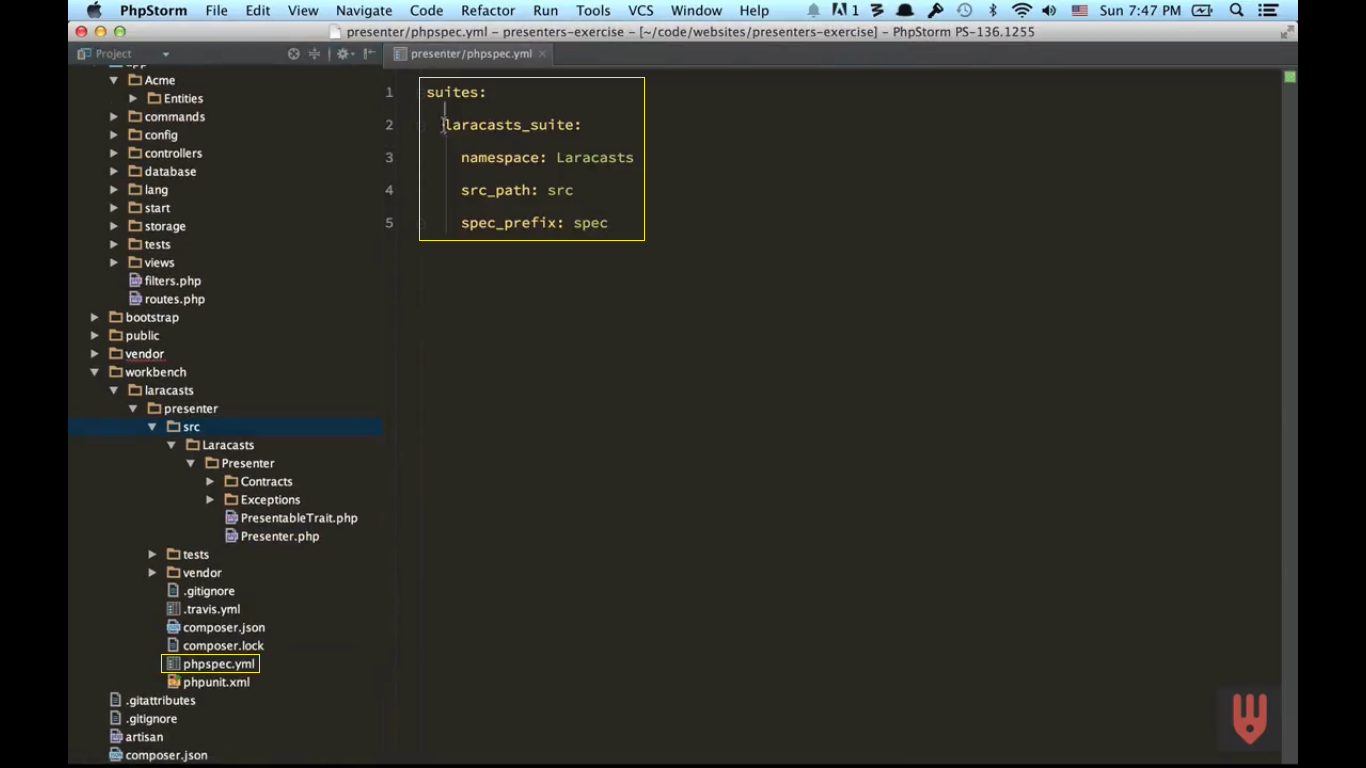 PhpStorm File Edit View Navigate Code Refactor Run Tools VCS Window Help 1 Sun 7:47 PM
presenter/phpspec.yml – presenters-exercise – [~/code/websites/presenters-exercise] – PhpStorm PS-136.1255
Project
presenter/phpspec.yml
app
Acme
Entities
commands
config
controllers
database
lang
start
storage
tests
views
filters.php
routes.php
bootstrap
public
vendor
workbench
laracasts
presenter
src
Laracasts
Presenter
Contracts
Exceptions
PresentableTrait.php
Presenter.php
tests
vendor
.gitignore
.travis.yml
composer.json
composer.lock
phpspec.yml
phpunit.xml
.gitattributes
.gitignore
artisan
composer.json
1 suites:
2 laracasts_suite:
3 namespace: Laracasts
4 src_path: src
5 spec_prefix: spec